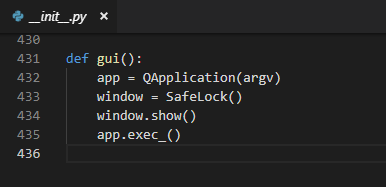 __init__.py ×
430
431 def gui():
432     app = QApplication(argv)
433     window = SafeLock()
434     window.show()
435     app.exec_()
436